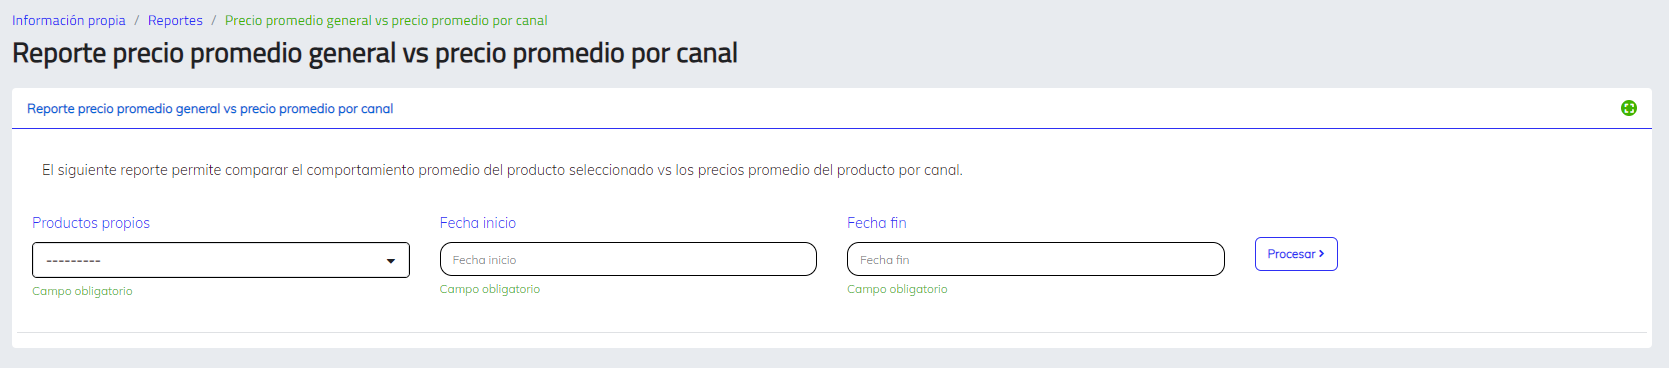 Información propia / Reportes / Precio promedio general vs precio promedio por canal
Reporte precio promedio general vs precio promedio por canal
Reporte precio promedio general vs precio promedio por canal
El siguiente reporte permite comparar el comportamiento promedio del producto seleccionado vs los precios promedio del producto por canal.
Productos propios Fecha inicio Fecha fin
--------- Fecha inicio Fecha fin Procesar
Campo obligatorio Campo obligatorio Campo obligatorio